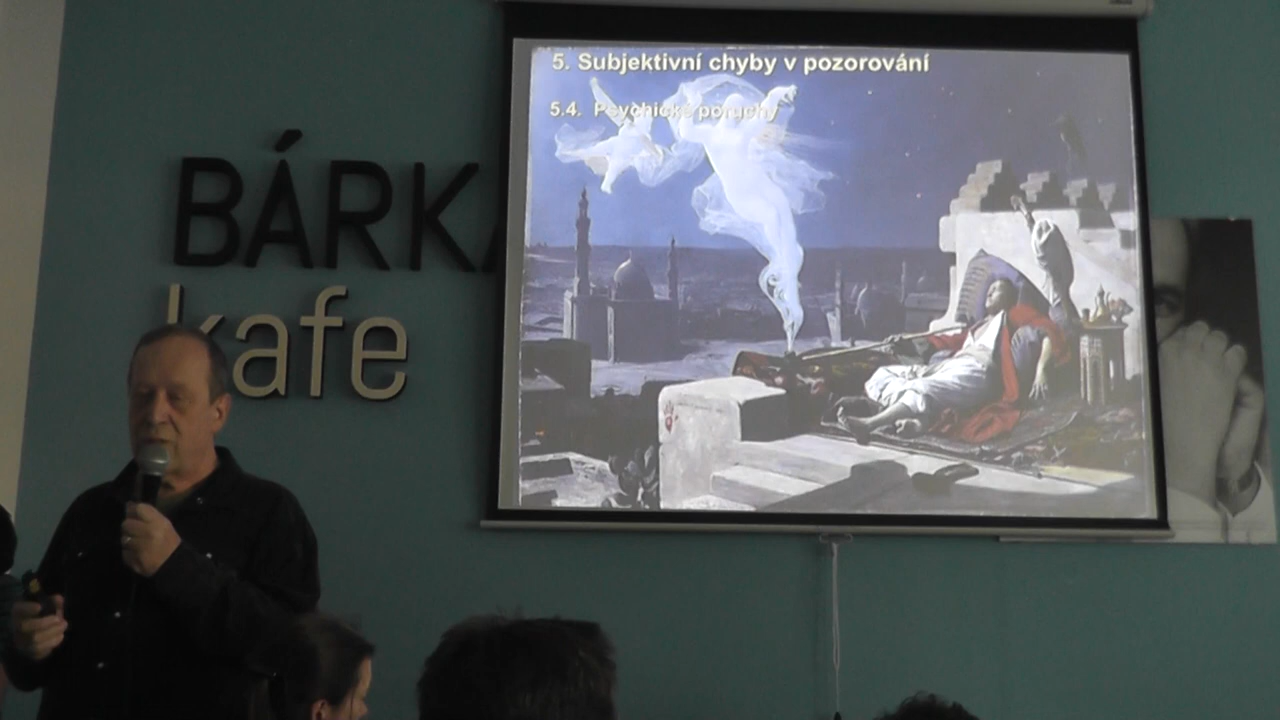 5. Subjektivní chyby v pozorování
5.4. Psychické poruchy
BÁRKA
kafe